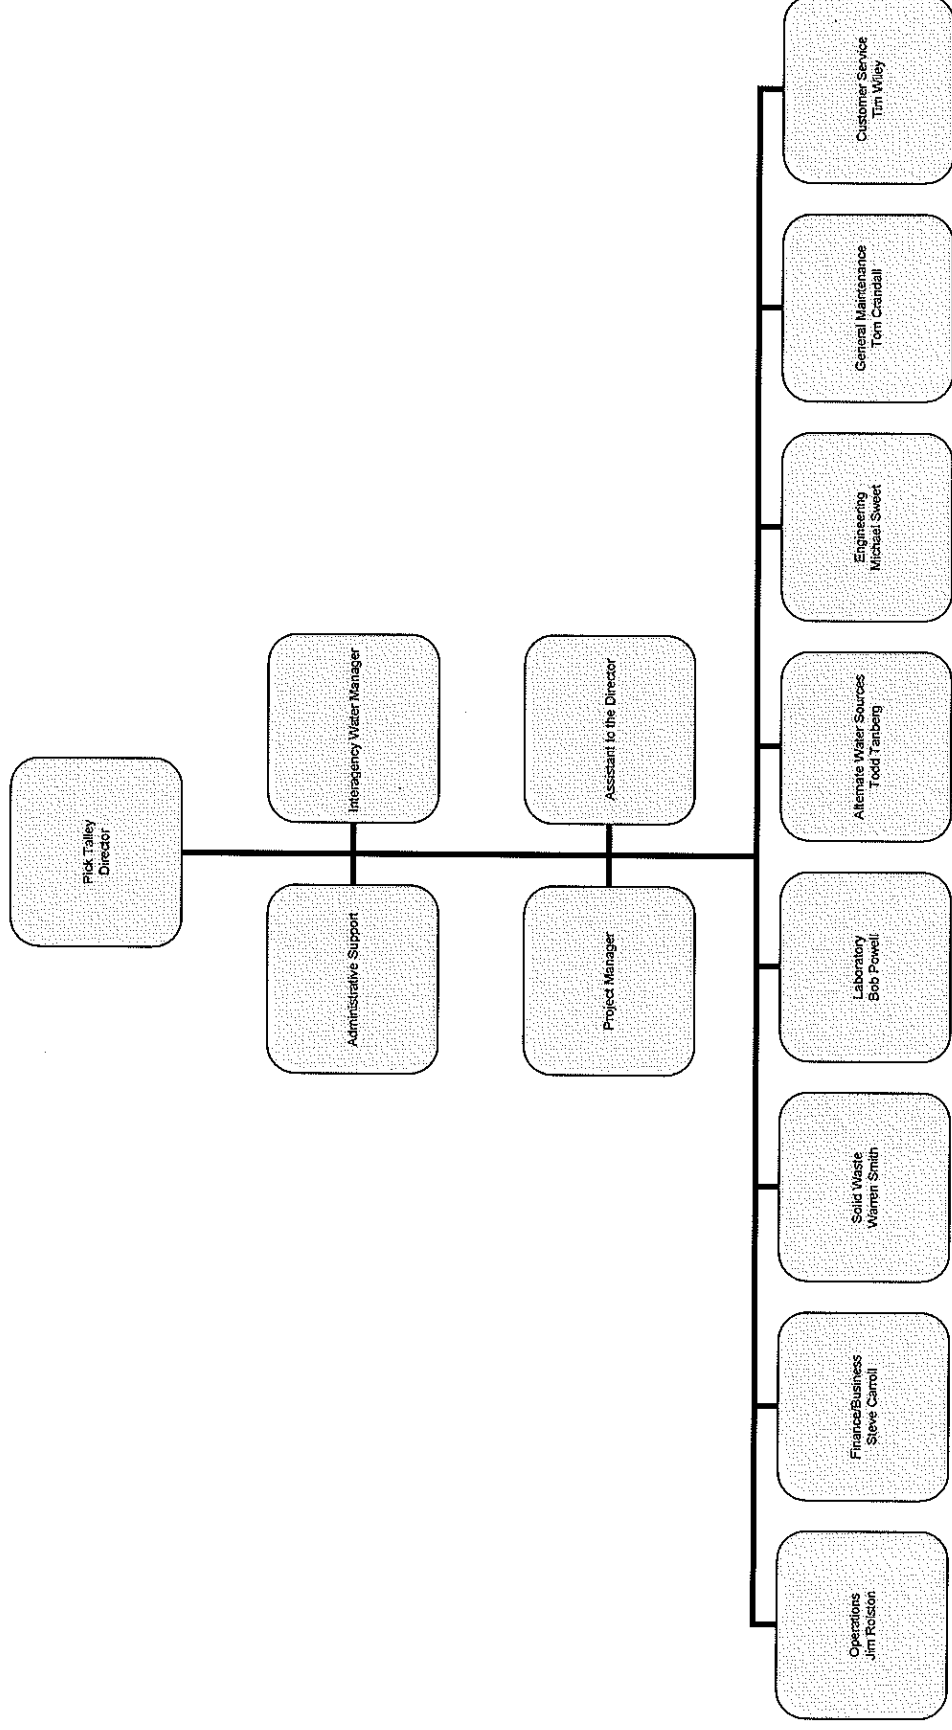 Pick Talley
Director
Administrative Support
Interagency Water Manager
Project Manager
Assistant to the Director
Operations
Jim Rolston
Finance/Business
Steve Carroll
Solid Waste
Warren Smith
Laboratory
Bob Powell
Alternate Water Sources
Todd Tanberg
Engineering
Michael Sweet
General Maintenance
Tom Crandall
Customer Service
Tim Wiley